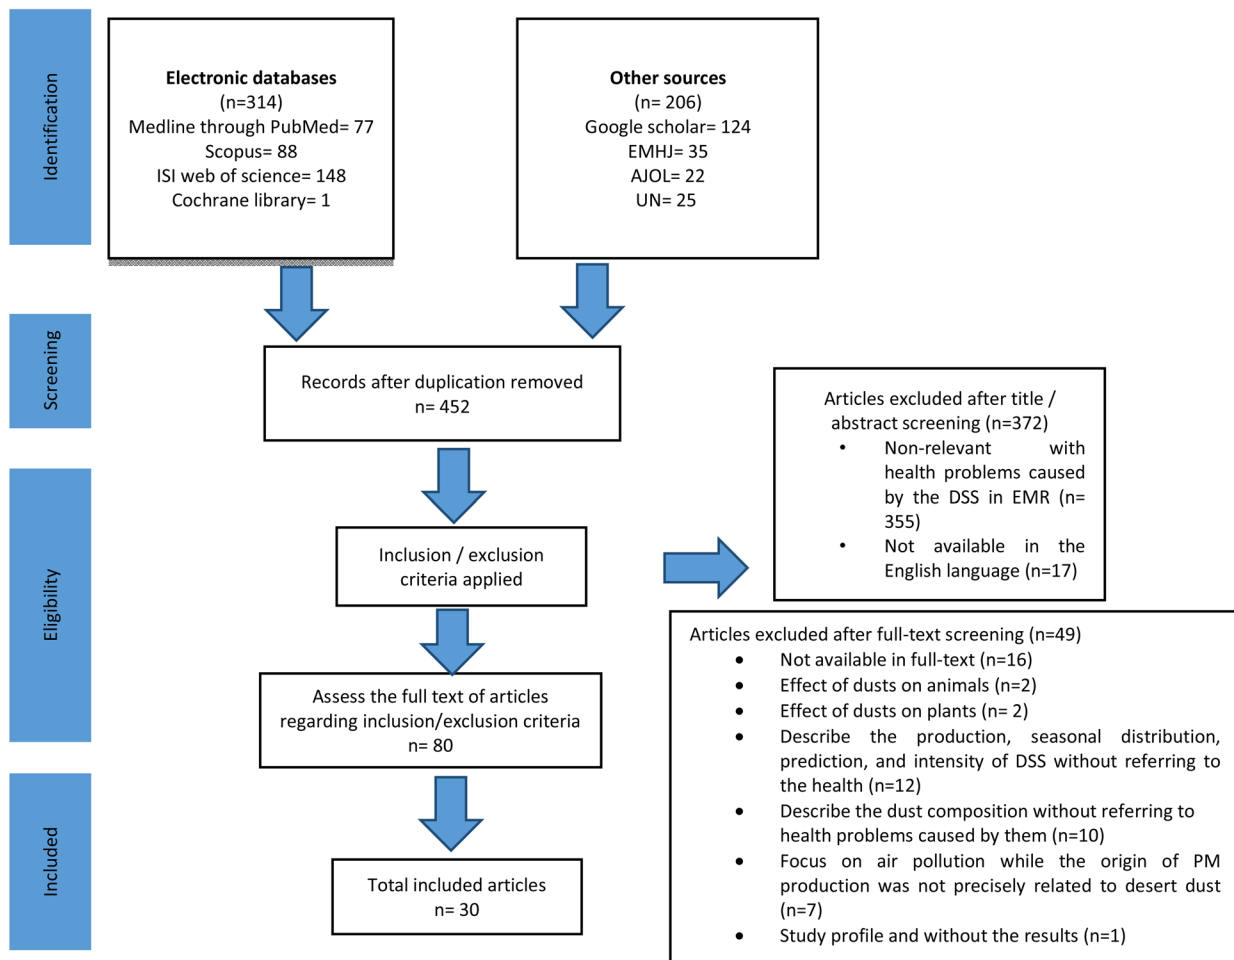 Identification
Electronic databases
(n=314)
Medline through PubMed= 77
Scopus= 88
ISI web of science= 148
Cochrane library= 1
Other sources
(n= 206)
Google scholar= 124
EMHJ= 35
AJOL= 22
UN= 25
Screening
Records after duplication removed
n= 452
Articles excluded after title /
abstract screening (n=372)
• Non-relevant with
health problems caused
by the DSS in EMR (n=
355)
• Not available in the
English language (n=17)
Eligibility
Inclusion / exclusion
criteria applied
Assess the full text of articles
regarding inclusion/exclusion criteria
n= 80
Articles excluded after full-text screening (n=49)
• Not available in full-text (n=16)
• Effect of dusts on animals (n=2)
• Effect of dusts on plants (n= 2)
• Describe the production, seasonal distribution,
prediction, and intensity of DSS without referring to
the health (n=12)
• Describe the dust composition without referring to
health problems caused by them (n=10)
• Focus on air pollution while the origin of PM
production was not precisely related to desert dust
(n=7)
• Study profile and without the results (n=1)
Included
Total included articles
n= 30